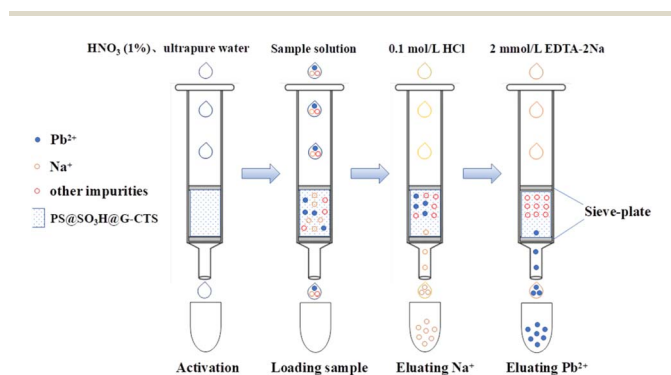 HNO₃ (1%)、ultrapure water
Sample solution
0.1 mol/L HCl
2 mmol/L EDTA-2Na
Pb²⁺
Na⁺
other impurities
PS@SO₃H@G-CTS
Sieve-plate
Activation
Loading sample
Eluating Na⁺
Eluating Pb²⁺